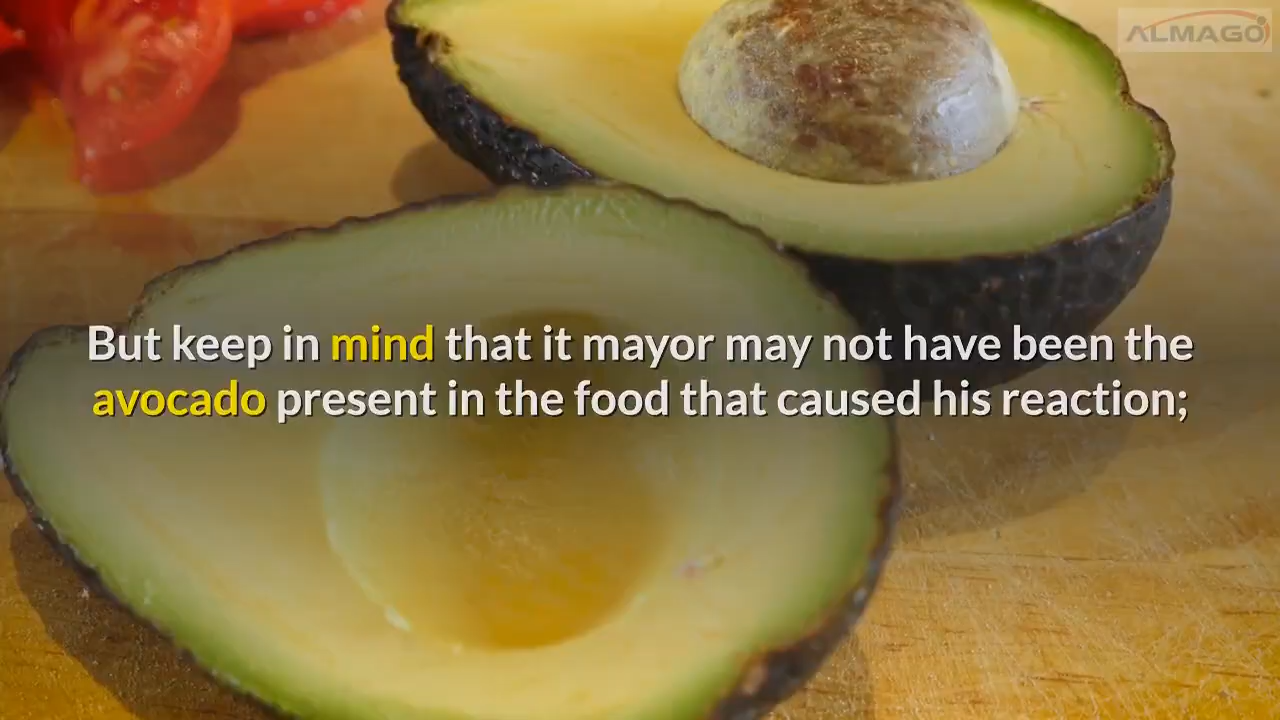 ALMAGO
But keep in mind that it mayor may not have been the
avocado present in the food that caused his reaction;